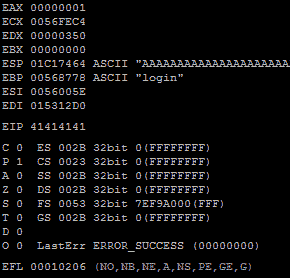 EAX 00000001
ECX 0056FEC4
EDX 00000350
EBX 00000000
ESP 01C17464 ASCII "AAAAAAAAAAAAAAAAAAAAA
EBP 00568778 ASCII "login"
ESI 0056005E
EDI 015312D0
EIP 41414141
C 0 ES 002B 32bit 0(FFFFFFFF)
P 1 CS 0023 32bit 0(FFFFFFFF)
A 0 SS 002B 32bit 0(FFFFFFFF)
Z 0 DS 002B 32bit 0(FFFFFFFF)
S 0 FS 0053 32bit 7EF9A000(FFF)
T 0 GS 002B 32bit 0(FFFFFFFF)
D 0
O 0 LastErr ERROR_SUCCESS (00000000)
EFL 00010206 (NO,NB,NE,A,NS,PE,GE,G)